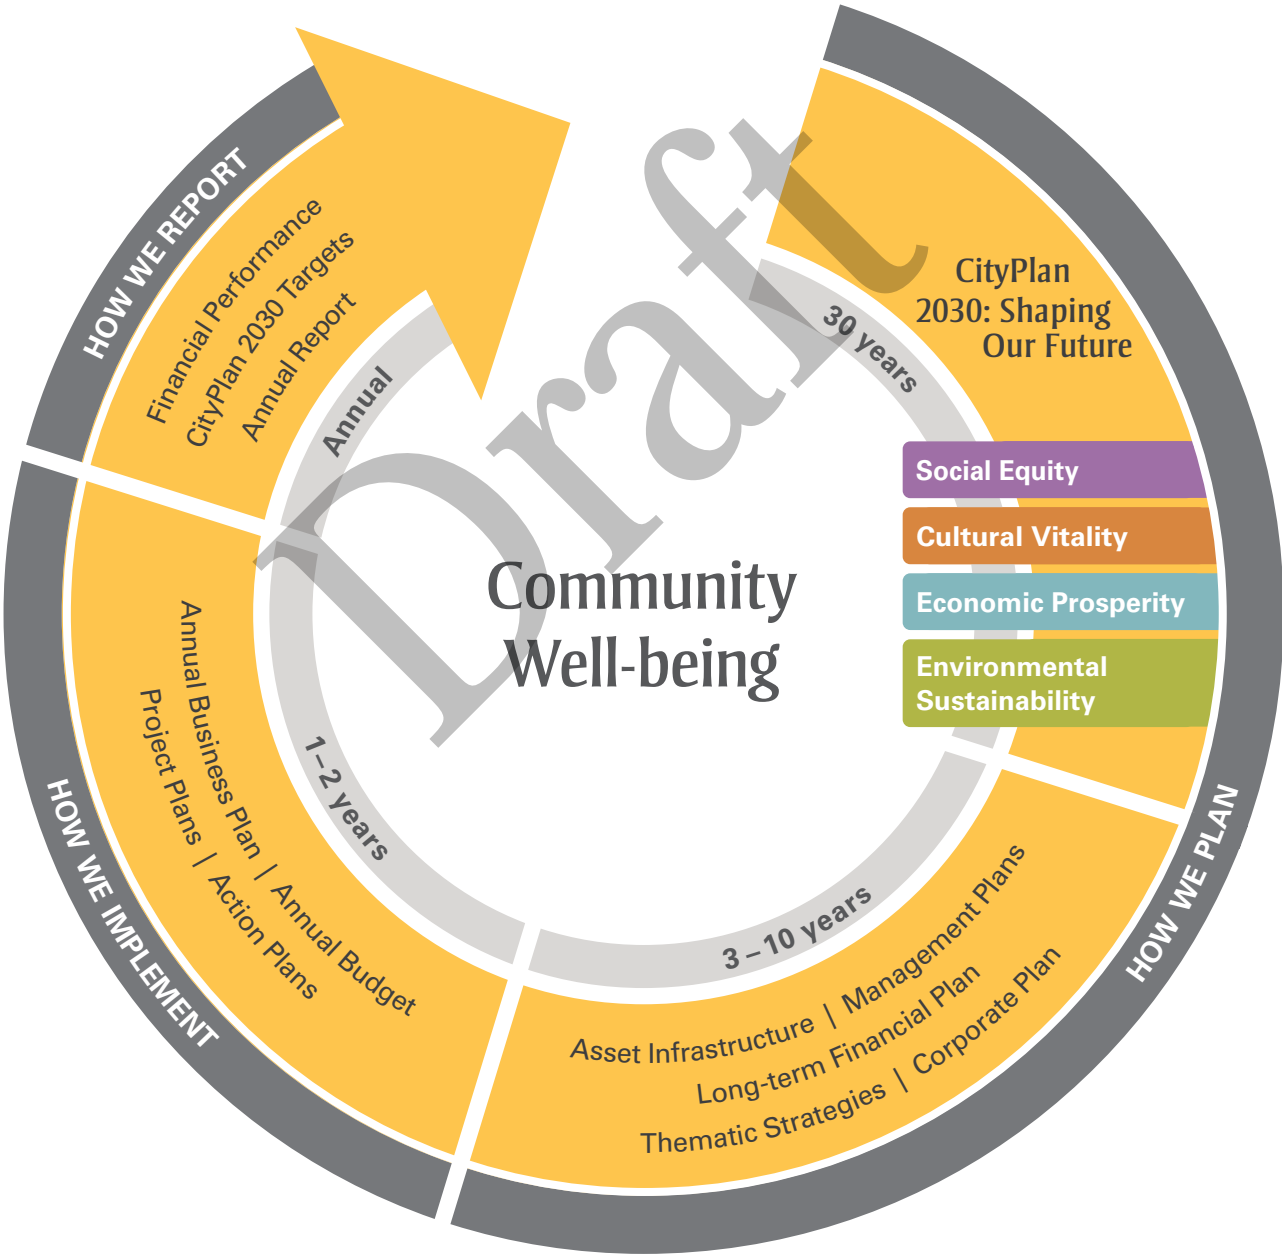 Draft
HOW WE PLAN
30 years
CityPlan
2030: Shaping
Our Future
Social Equity
Cultural Vitality
Economic Prosperity
Environmental
Sustainability
3–10 years
Asset Infrastructure | Management Plans
Long-term Financial Plan
Thematic Strategies | Corporate Plan
HOW WE IMPLEMENT
1–2 years
Annual Business Plan | Annual Budget
Project Plans | Action Plans
HOW WE REPORT
Financial Performance
CityPlan 2030 Targets
Annual Report
Annual
Community
Well-being